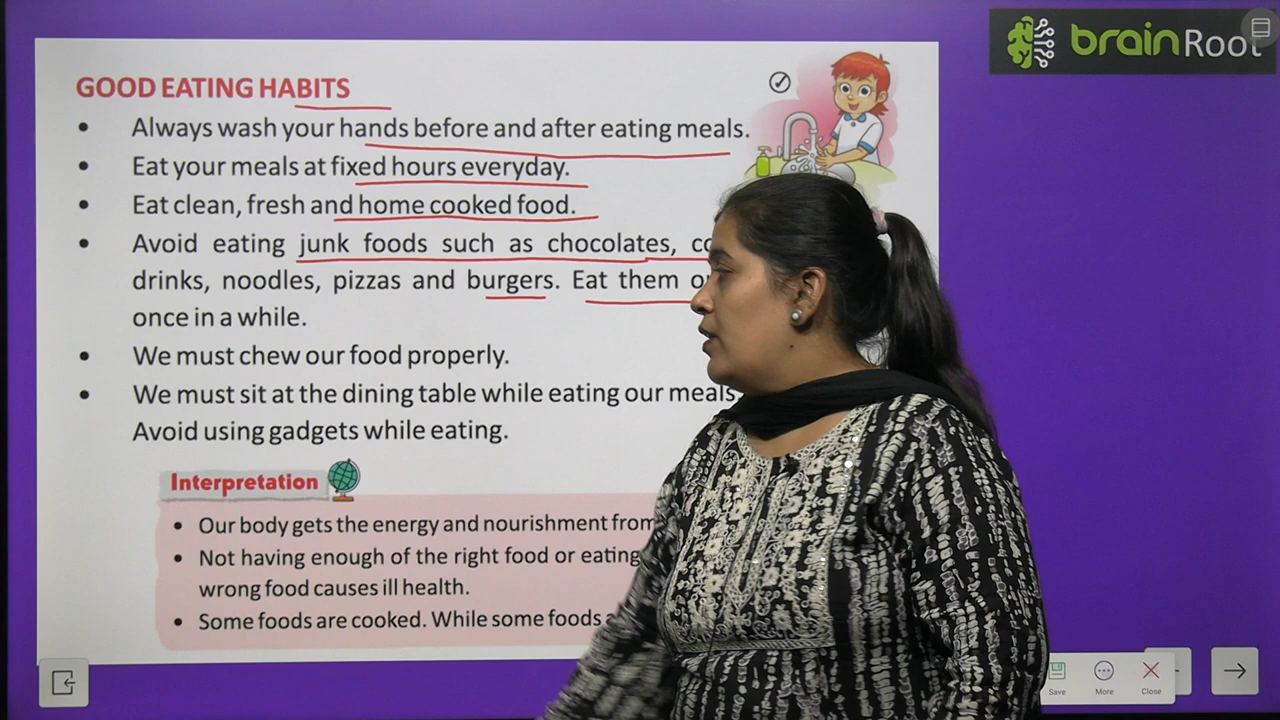 brainRoot
GOOD EATING HABITS
• Always wash your hands before and after eating meals.
• Eat your meals at fixed hours everyday.
• Eat clean, fresh and home cooked food.
• Avoid eating junk foods such as chocolates,
drinks, noodles, pizzas and burgers. Eat them
once in a while.
• We must chew our food properly.
• We must sit at the dining table while eating our meals
Avoid using gadgets while eating.
Interpretation
• Our body gets the energy and nourishment from
• Not having enough of the right food or eating
wrong food causes ill health.
• Some foods are cooked. While some foods
Save More Close